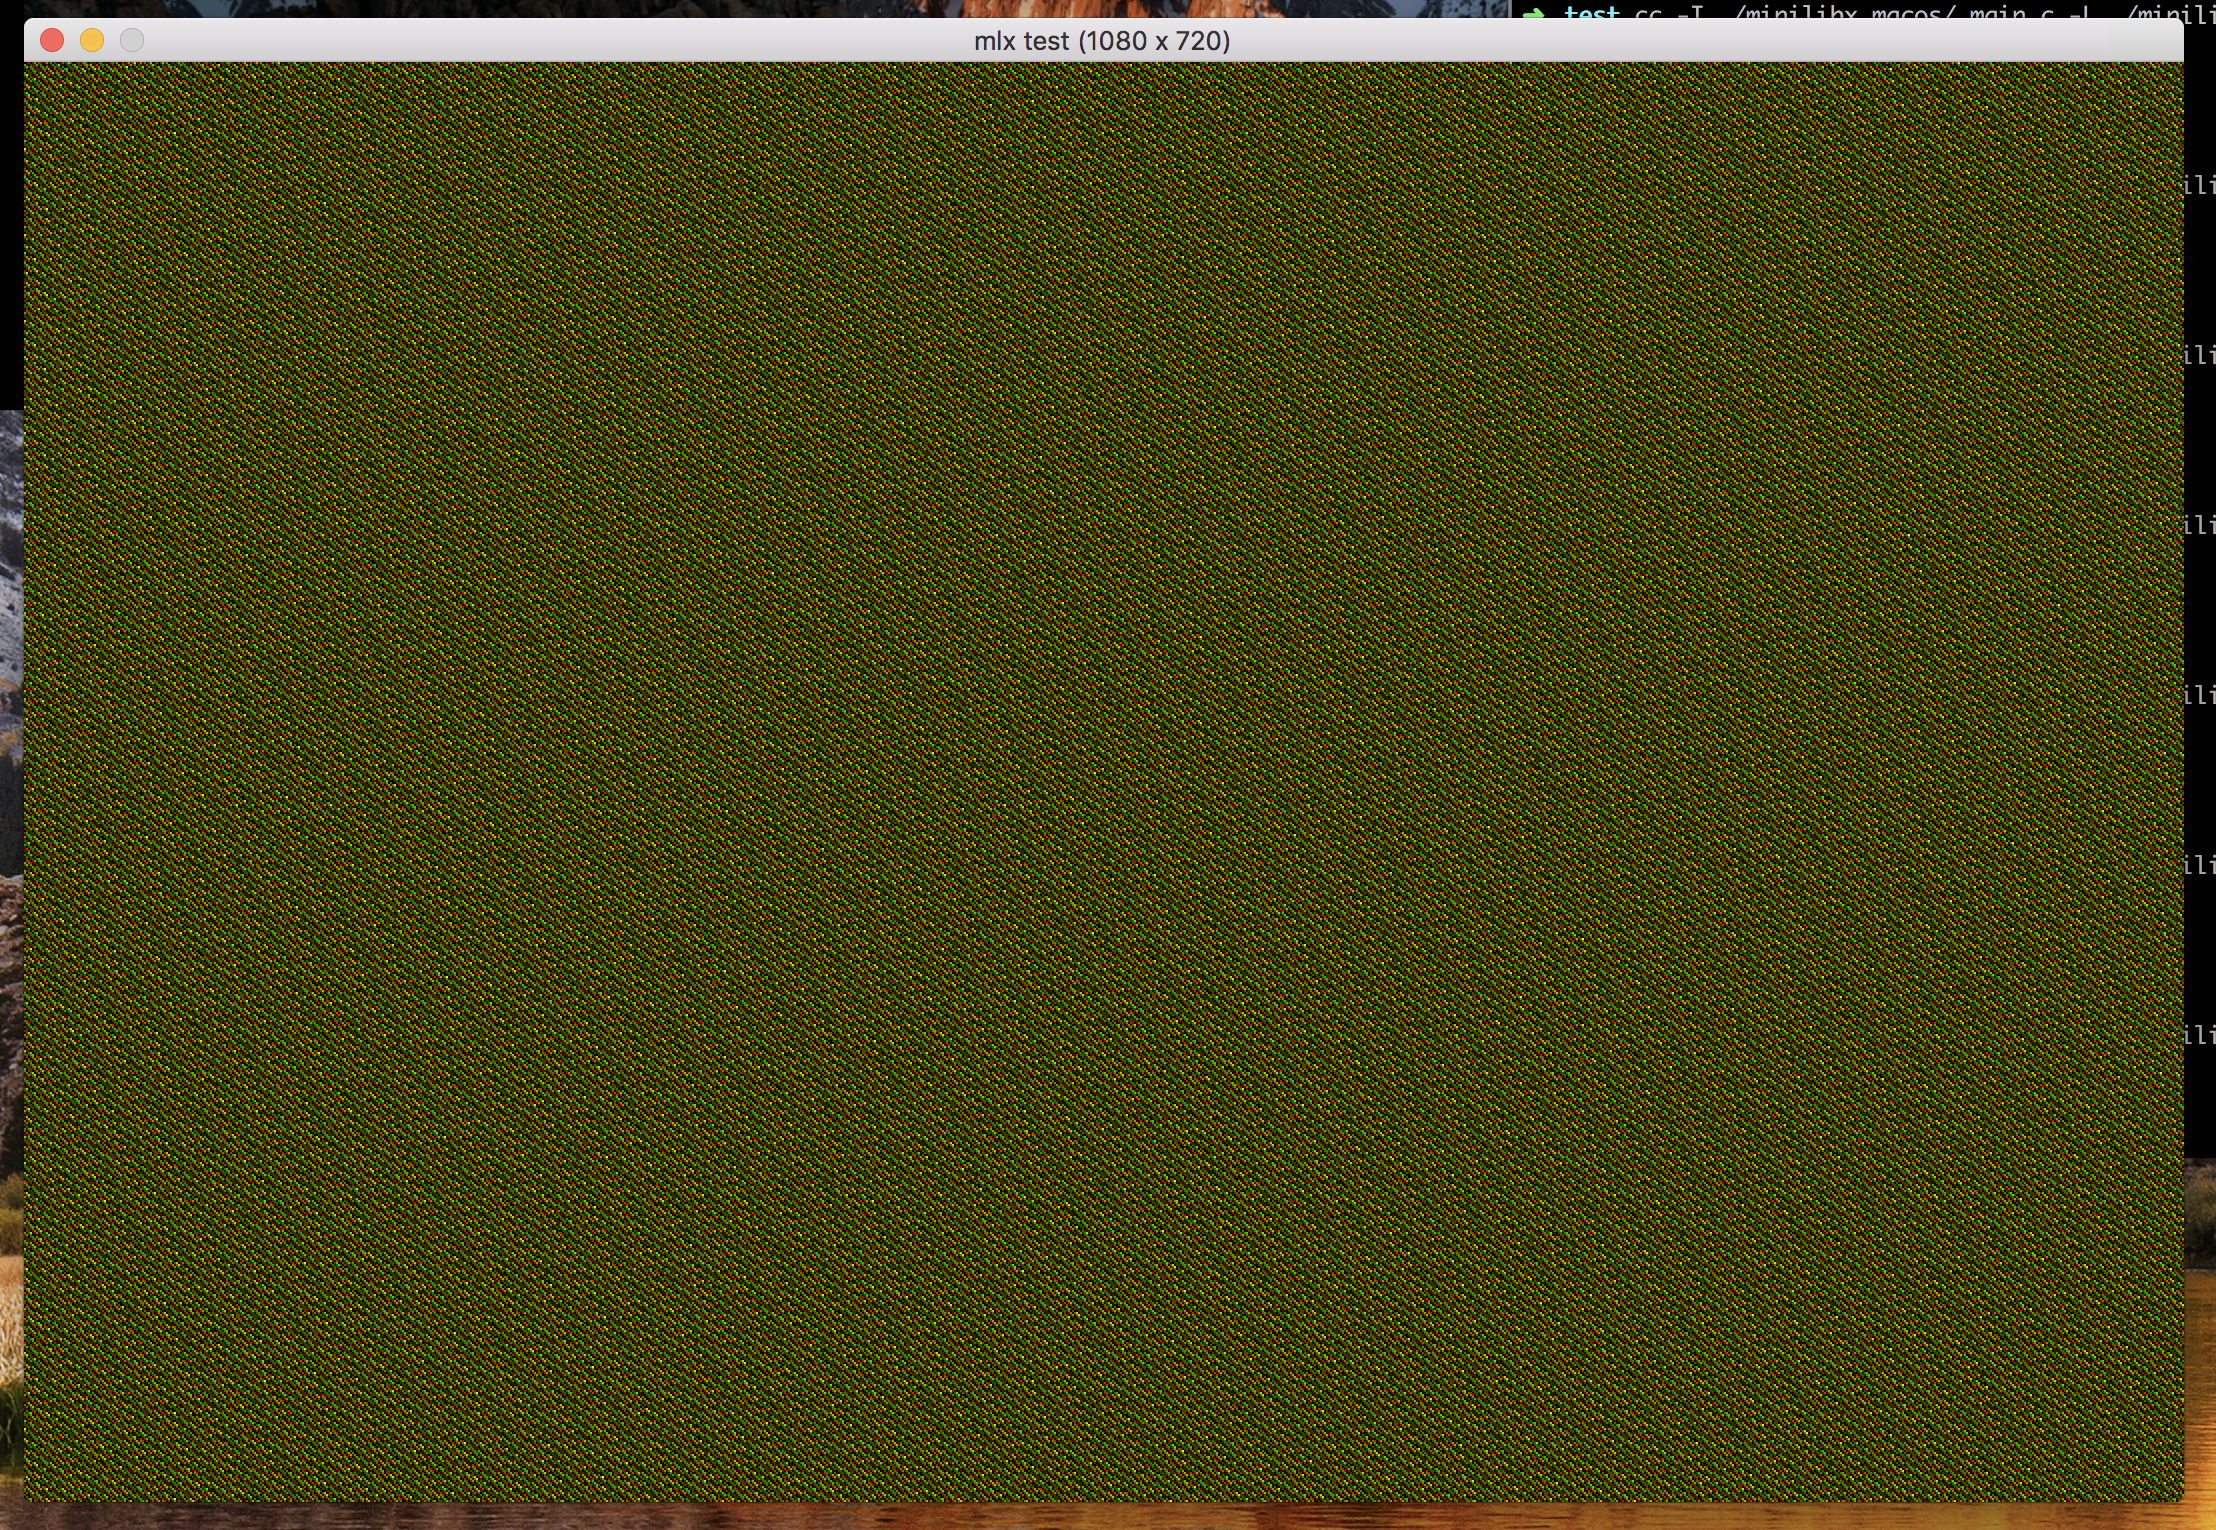 ➜ test cc -I ./minilibx_macos/ main.c -L ./minili
mlx test (1080 x 720)
ili
ili
ili
ili
ili
ili